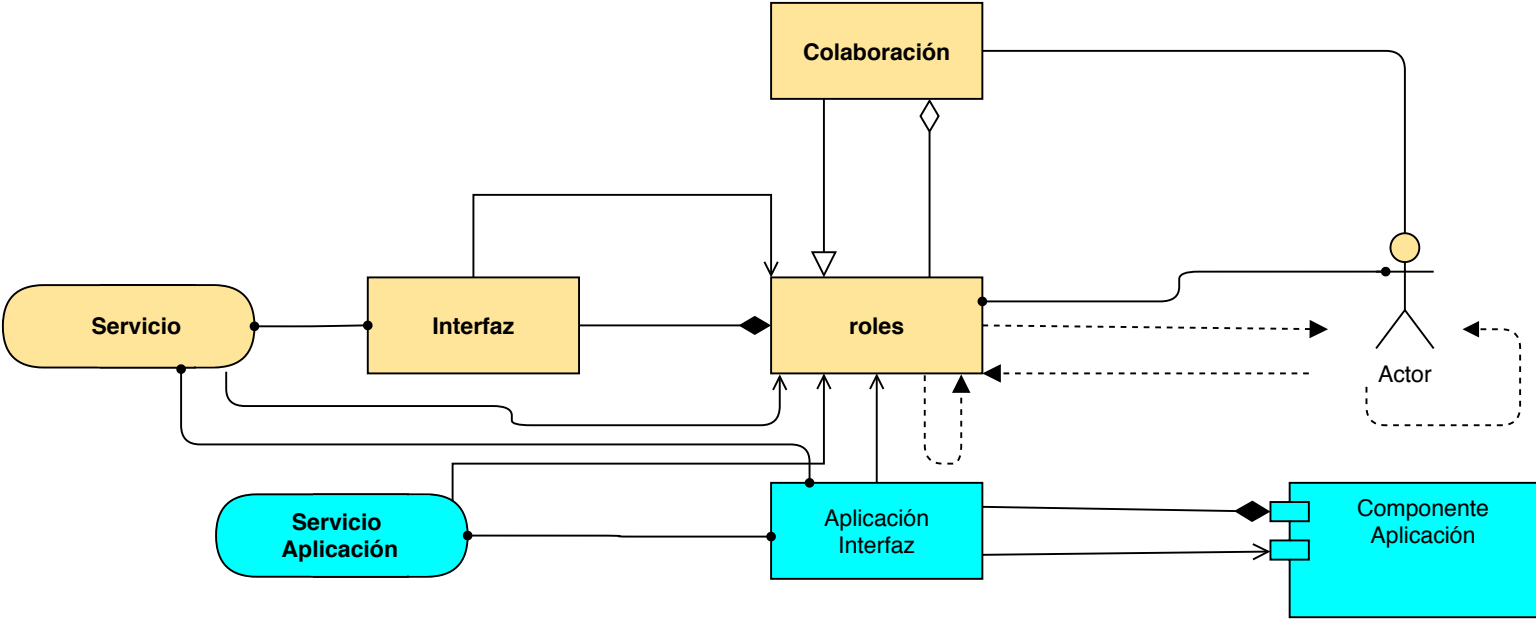 Colaboración
Servicio
Interfaz
roles
Actor
Servicio
Aplicación
Aplicación
Interfaz
Componente
Aplicación